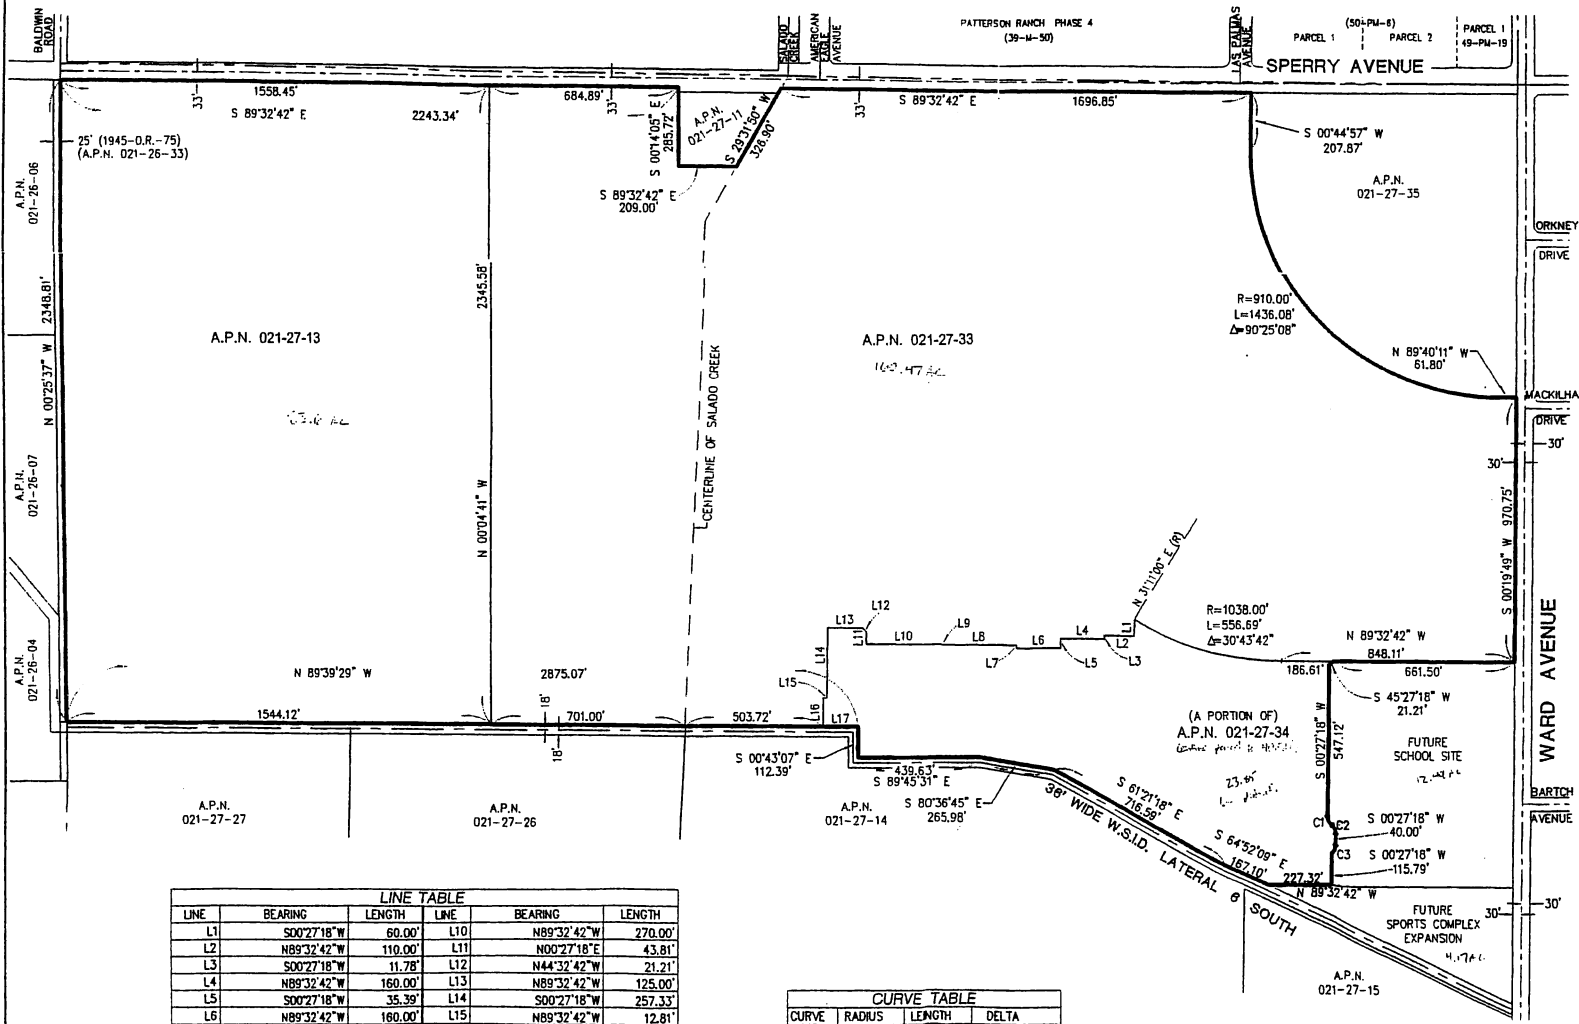 BALDWIN
ROAD
SALADO
CREEK
AMERICAN
EAGLE
AVENUE
PATTERSON RANCH PHASE 4
(39-M-50)
LAS PALMAS
AVENUE
(50-PM-6)
PARCEL 1
PARCEL 2
PARCEL 1
49-PM-19
SPERRY AVENUE
1558.45'
33'
S 89°32'42" E
2243.34'
684.89'
33'
S 00°14'05" E
285.72'
A.P.N.
021-27-11
S 29°31'50" W
326.90'
33'
S 89°32'42" E
1696.85'
S 00°44'57" W
207.87'
25' (1945-O.R.-75)
(A.P.N. 021-26-33)
A.P.N.
021-26-06
S 89°32'42" E
209.00'
A.P.N.
021-27-35
ORKNEY
DRIVE
2348.81'
N 00°25'37" W
2345.58'
N 00°04'41" W
R=910.00'
L=1436.08'
Δ=90°25'08"
A.P.N. 021-27-13
A.P.N. 021-27-33
CENTERLINE OF SALADO CREEK
N 89°40'11" W
61.80'
MACKILHA
DRIVE
30'
30'
A.P.N.
021-26-07
970.75'
S 00°19'49" W
N 31°11'00" E (R)
A.P.N.
021-26-04
L13
L12
L11
L10
L9
L8
L7
L6
L4
L5
L1
L2
L3
L14
L15
L16
L17
R=1038.00'
L=556.69'
Δ=30°43'42"
N 89°32'42" W
848.11'
186.61'
661.50'
S 45°27'18" W
21.21'
N 89°39'29" W
2875.07'
1544.12'
18'
18'
701.00'
503.72'
(A PORTION OF)
A.P.N. 021-27-34
S 00°27'18" W
547.12'
FUTURE
SCHOOL SITE
WARD AVENUE
S 00°43'07" E
112.39'
439.63'
S 89°45'31" E
S 80°36'45" E
265.98'
S 61°21'18" E
716.59'
36' WIDE W.S.I.D. LATERAL 6 SOUTH
S 64°52'09" E
167.10'
23.85
C1
C2
C3
S 00°27'18" W
40.00'
S 00°27'18" W
115.79'
227.32'
N 89°32'42" W
BARTCH
AVENUE
A.P.N.
021-27-27
A.P.N.
021-27-26
A.P.N.
021-27-14
FUTURE
SPORTS COMPLEX
EXPANSION
4.17 AC.
30'
30'
A.P.N.
021-27-15
LINE TABLE
LINE BEARING LENGTH LINE BEARING LENGTH
L1 S00°27'18"W 60.00' L10 N89°32'42"W 270.00'
L2 N89°32'42"W 110.00' L11 N00°27'18"E 43.81'
L3 S00°27'18"W 11.78' L12 N44°32'42"W 21.21'
L4 N89°32'42"W 160.00' L13 N89°32'42"W 125.00'
L5 S00°27'18"W 35.39' L14 S00°27'18"W 257.33'
L6 N89°32'42"W 160.00' L15 N89°32'42"W 12.81'
CURVE TABLE
CURVE RADIUS LENGTH DELTA